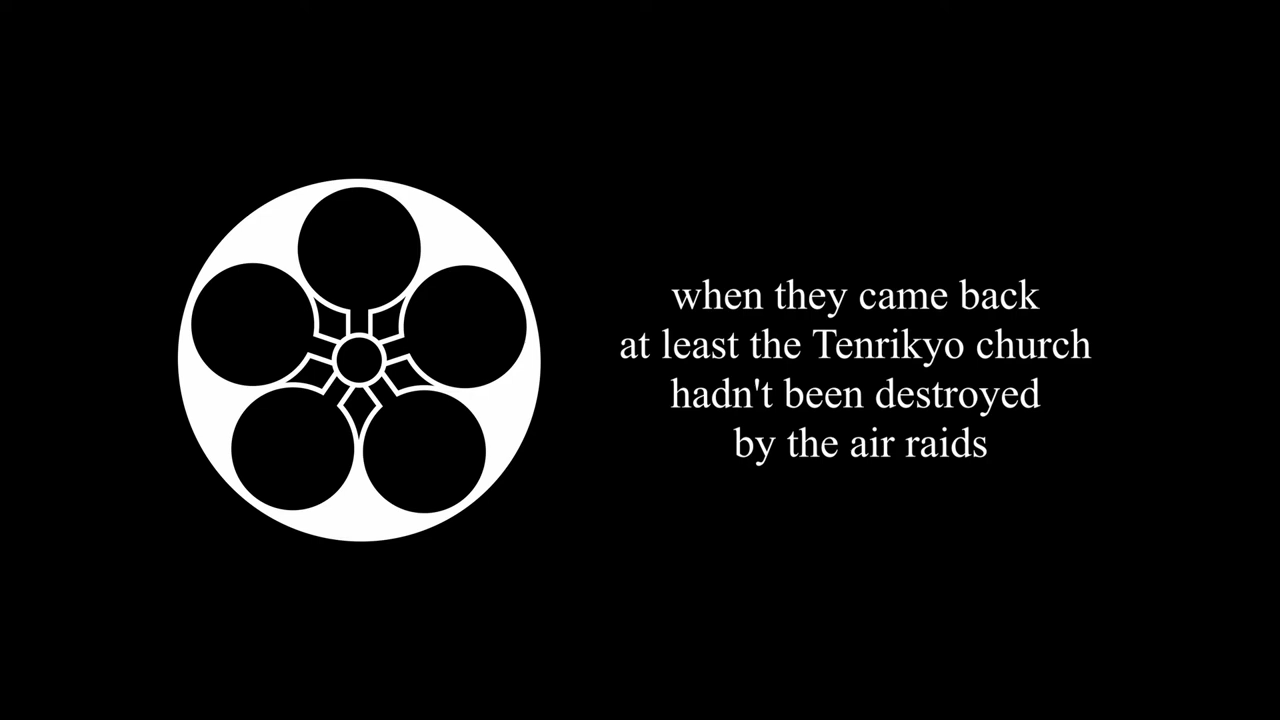 when they came back
at least the Tenrikyo church
hadn't been destroyed
by the air raids